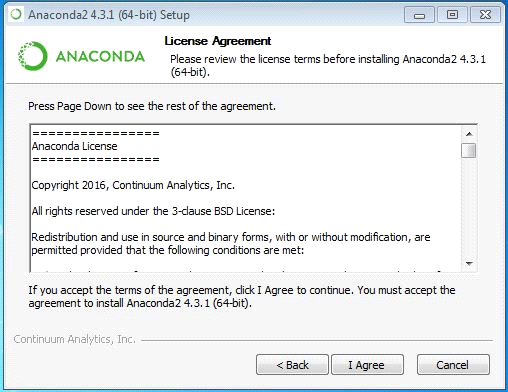 Anaconda2 4.3.1 (64-bit) Setup
ANACONDA
License Agreement
Please review the license terms before installing Anaconda2 4.3.1
(64-bit).
Press Page Down to see the rest of the agreement.
================
Anaconda License
================
Copyright 2016, Continuum Analytics, Inc.
All rights reserved under the 3-clause BSD License:
Redistribution and use in source and binary forms, with or without modification, are
permitted provided that the following conditions are met:
If you accept the terms of the agreement, click I Agree to continue. You must accept the
agreement to install Anaconda2 4.3.1 (64-bit).
Continuum Analytics, Inc.
< Back
I Agree
Cancel